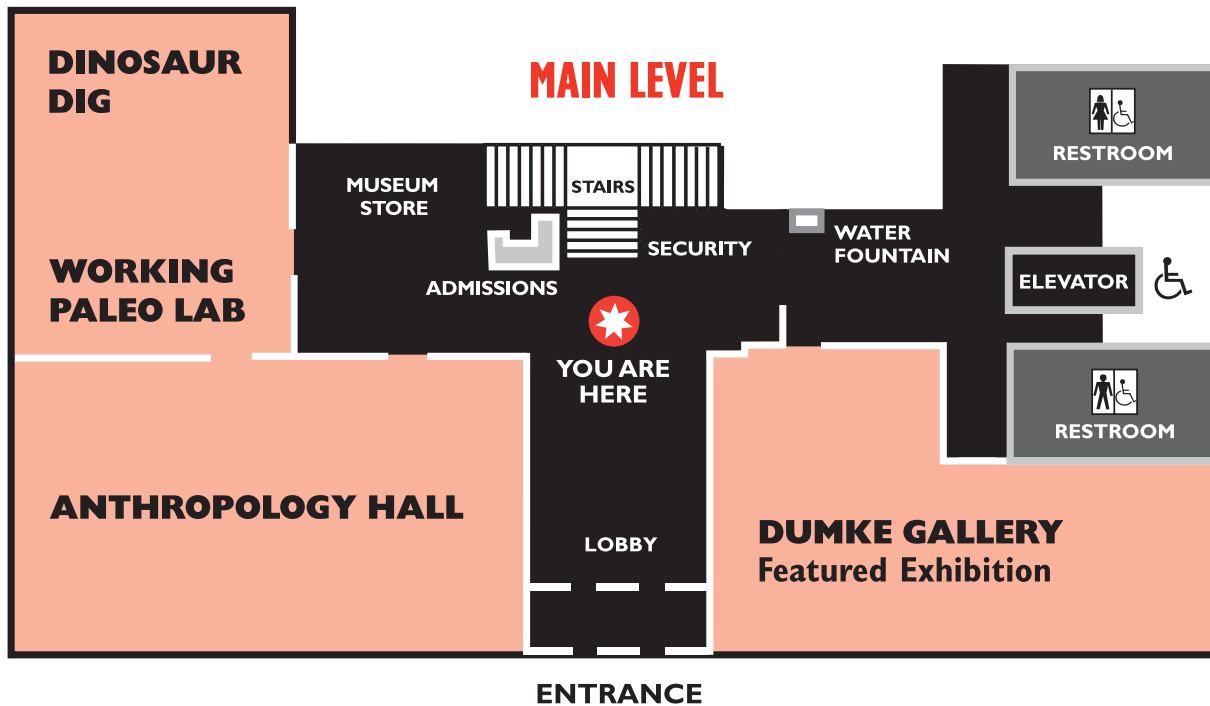 DINOSAUR
DIG
MAIN LEVEL
RESTROOM
MUSEUM
STORE
STAIRS
SECURITY
WATER
FOUNTAIN
WORKING
PALEO LAB
ADMISSIONS
ELEVATOR
YOU ARE
HERE
RESTROOM
ANTHROPOLOGY HALL
LOBBY
DUMKE GALLERY
Featured Exhibition
ENTRANCE